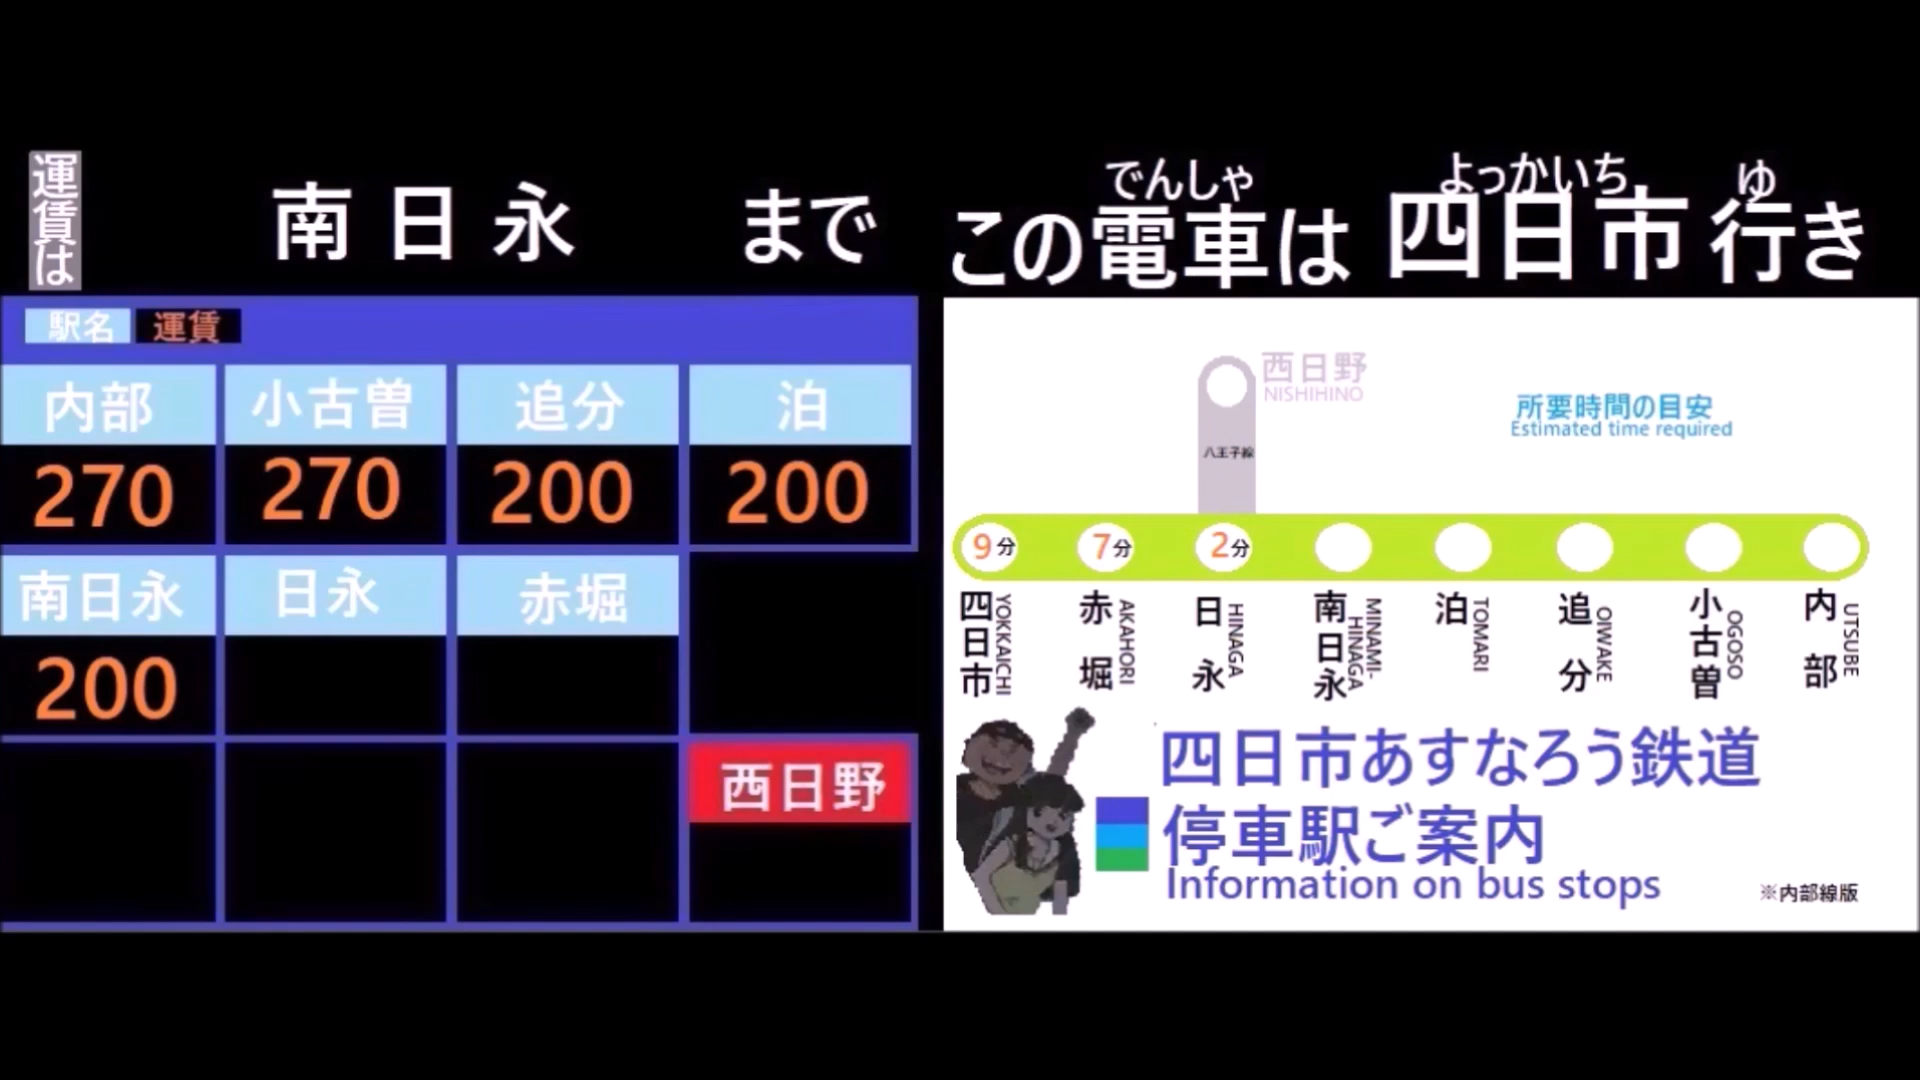 運賃は
南日永 まで
駅名 運賃
内部 小古曽 追分 泊
270 270 200 200
南日永 日永 赤堀
200
西日野
でんしゃ よっかいち ゆ
この電車は 四日市 行き
西日野
NISHIHINO
八王子線
所要時間の目安
Estimated time required
9分 7分 2分
四日市 YOKKAICHI
赤堀 AKAHORI
日永 HINAGA
南日永 MINAMI-HINAGA
泊 TOMARI
追分 OIWAKE
小古曽 OGOSO
内部 UTSUBE
四日市あすなろう鉄道
停車駅ご案内
Information on bus stops
※内部線版